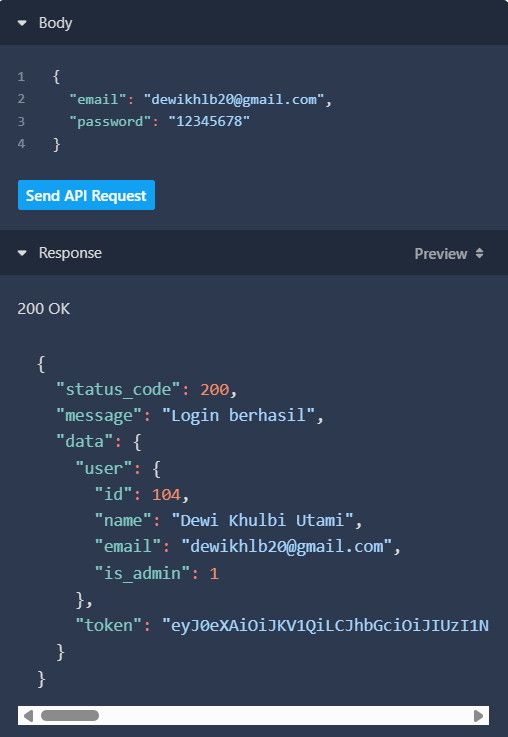 Body
1 {
2 "email": "dewikhlb20@gmail.com",
3 "password": "12345678"
4 }
Send API Request
Response Preview
200 OK
{
"status_code": 200,
"message": "Login berhasil",
"data": {
"user": {
"id": 104,
"name": "Dewi Khulbi Utami",
"email": "dewikhlb20@gmail.com",
"is_admin": 1
},
"token": "eyJ0eXAiOiJKV1QiLCJhbGciOiJIUzI1N
}
}